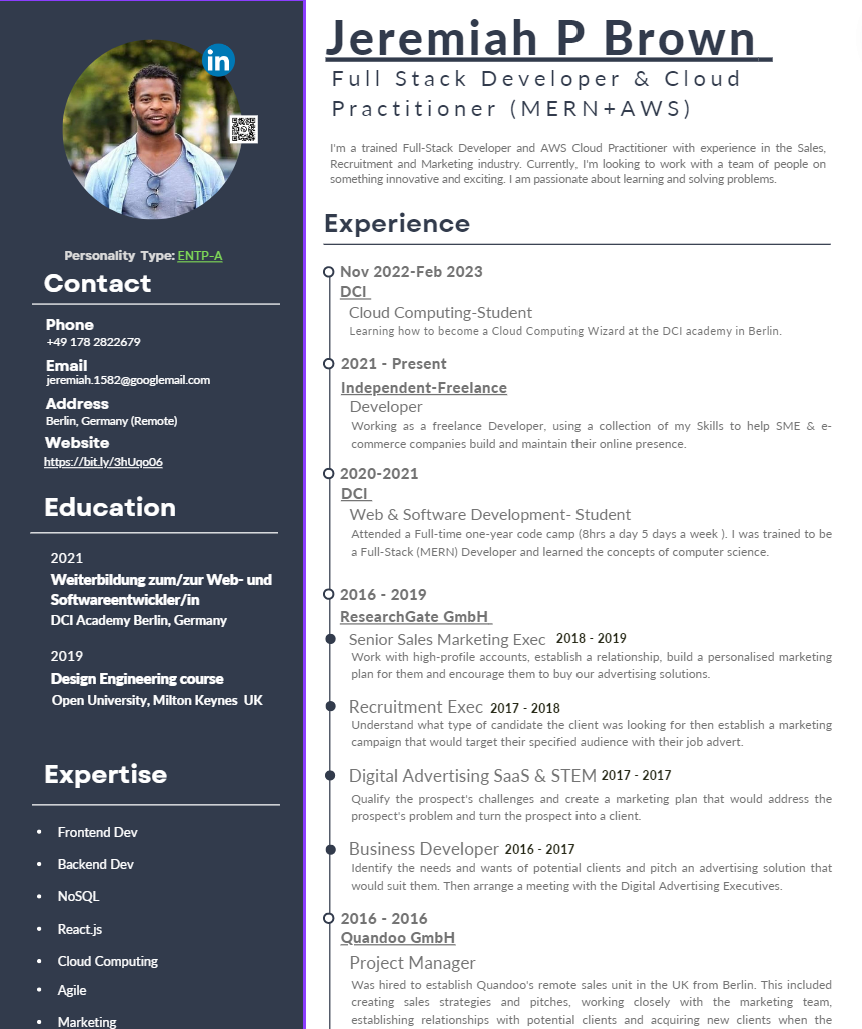 in
Personality Type: ENTP-A
Contact
Phone
+49 178 2822679
Email
jeremiah.1582@googlemail.com
Address
Berlin, Germany (Remote)
Website
https://bit.ly/3hUqo06
Education
2021
Weiterbildung zum/zur Web- und
Softwareentwickler/in
DCI Academy Berlin, Germany
2019
Design Engineering course
Open University, Milton Keynes UK
Expertise
• Frontend Dev
• Backend Dev
• NoSQL
• React.js
• Cloud Computing
• Agile
• Marketing
Jeremiah P Brown
Full Stack Developer & Cloud
Practitioner (MERN+AWS)
I'm a trained Full-Stack Developer and AWS Cloud Practitioner with experience in the Sales,
Recruitment and Marketing industry. Currently, I'm looking to work with a team of people on
something innovative and exciting. I am passionate about learning and solving problems.
Experience
Nov 2022-Feb 2023
DCI
Cloud Computing-Student
Learning how to become a Cloud Computing Wizard at the DCI academy in Berlin.
2021 - Present
Independent-Freelance
Developer
Working as a freelance Developer, using a collection of my Skills to help SME & e-
commerce companies build and maintain their online presence.
2020-2021
DCI
Web & Software Development- Student
Attended a Full-time one-year code camp (8hrs a day 5 days a week ). I was trained to be
a Full-Stack (MERN) Developer and learned the concepts of computer science.
2016 - 2019
ResearchGate GmbH
Senior Sales Marketing Exec 2018 - 2019
Work with high-profile accounts, establish a relationship, build a personalised marketing
plan for them and encourage them to buy our advertising solutions.
Recruitment Exec 2017 - 2018
Understand what type of candidate the client was looking for then establish a marketing
campaign that would target their specified audience with their job advert.
Digital Advertising SaaS & STEM 2017 - 2017
Qualify the prospect's challenges and create a marketing plan that would address the
prospect's problem and turn the prospect into a client.
Business Developer 2016 - 2017
Identify the needs and wants of potential clients and pitch an advertising solution that
would suit them. Then arrange a meeting with the Digital Advertising Executives.
2016 - 2016
Quandoo GmbH
Project Manager
Was hired to establish Quandoo's remote sales unit in the UK from Berlin. This included
creating sales strategies and pitches, working closely with the marketing team,
establishing relationships with potential clients and acquiring new clients when the